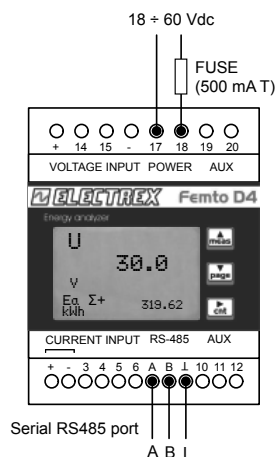 18 ÷ 60 Vdc
FUSE
(500 mA T)
+ 14 15 - 17 18 19 20
VOLTAGE INPUT POWER AUX
ELECTREX Femto D4
Energy analyzer
U
30.0
V
Ea Σ+
kWh 319.62
meas
page
cnt
CURRENT INPUT RS-485 AUX
+ - 3 4 5 6 A B ⊥ 10 11 12
Serial RS485 port
A B ⊥